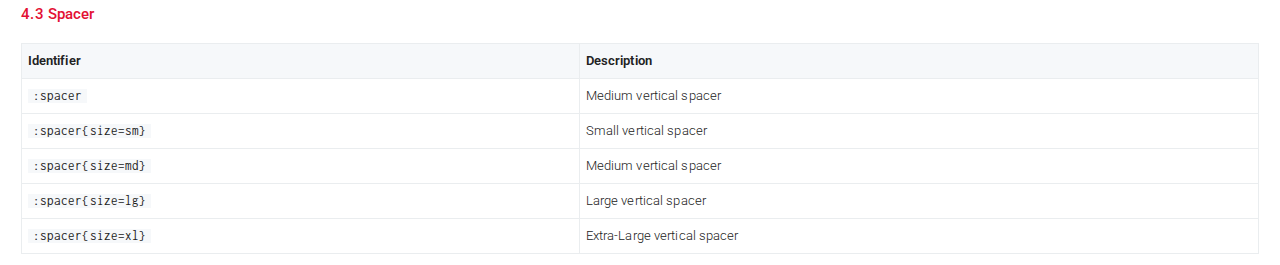 4.3 Spacer
Identifier Description
:spacer Medium vertical spacer
:spacer{size=sm} Small vertical spacer
:spacer{size=md} Medium vertical spacer
:spacer{size=lg} Large vertical spacer
:spacer{size=xl} Extra-Large vertical spacer